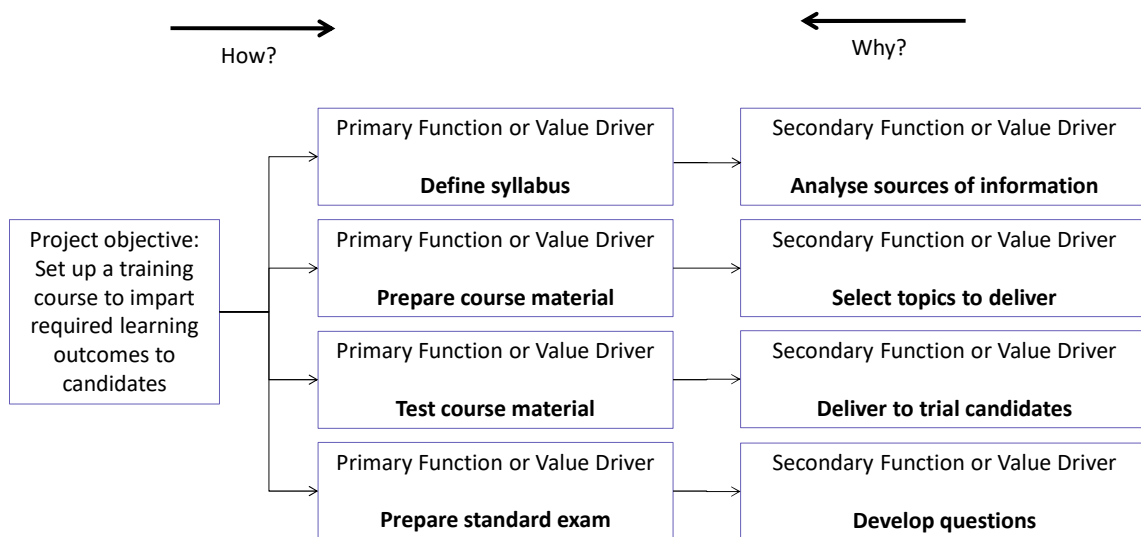 How?
Why?
Project objective:
Set up a training
course to impart
required learning
outcomes to
candidates
Primary Function or Value Driver
Define syllabus
Secondary Function or Value Driver
Analyse sources of information
Primary Function or Value Driver
Prepare course material
Secondary Function or Value Driver
Select topics to deliver
Primary Function or Value Driver
Test course material
Secondary Function or Value Driver
Deliver to trial candidates
Primary Function or Value Driver
Prepare standard exam
Secondary Function or Value Driver
Develop questions